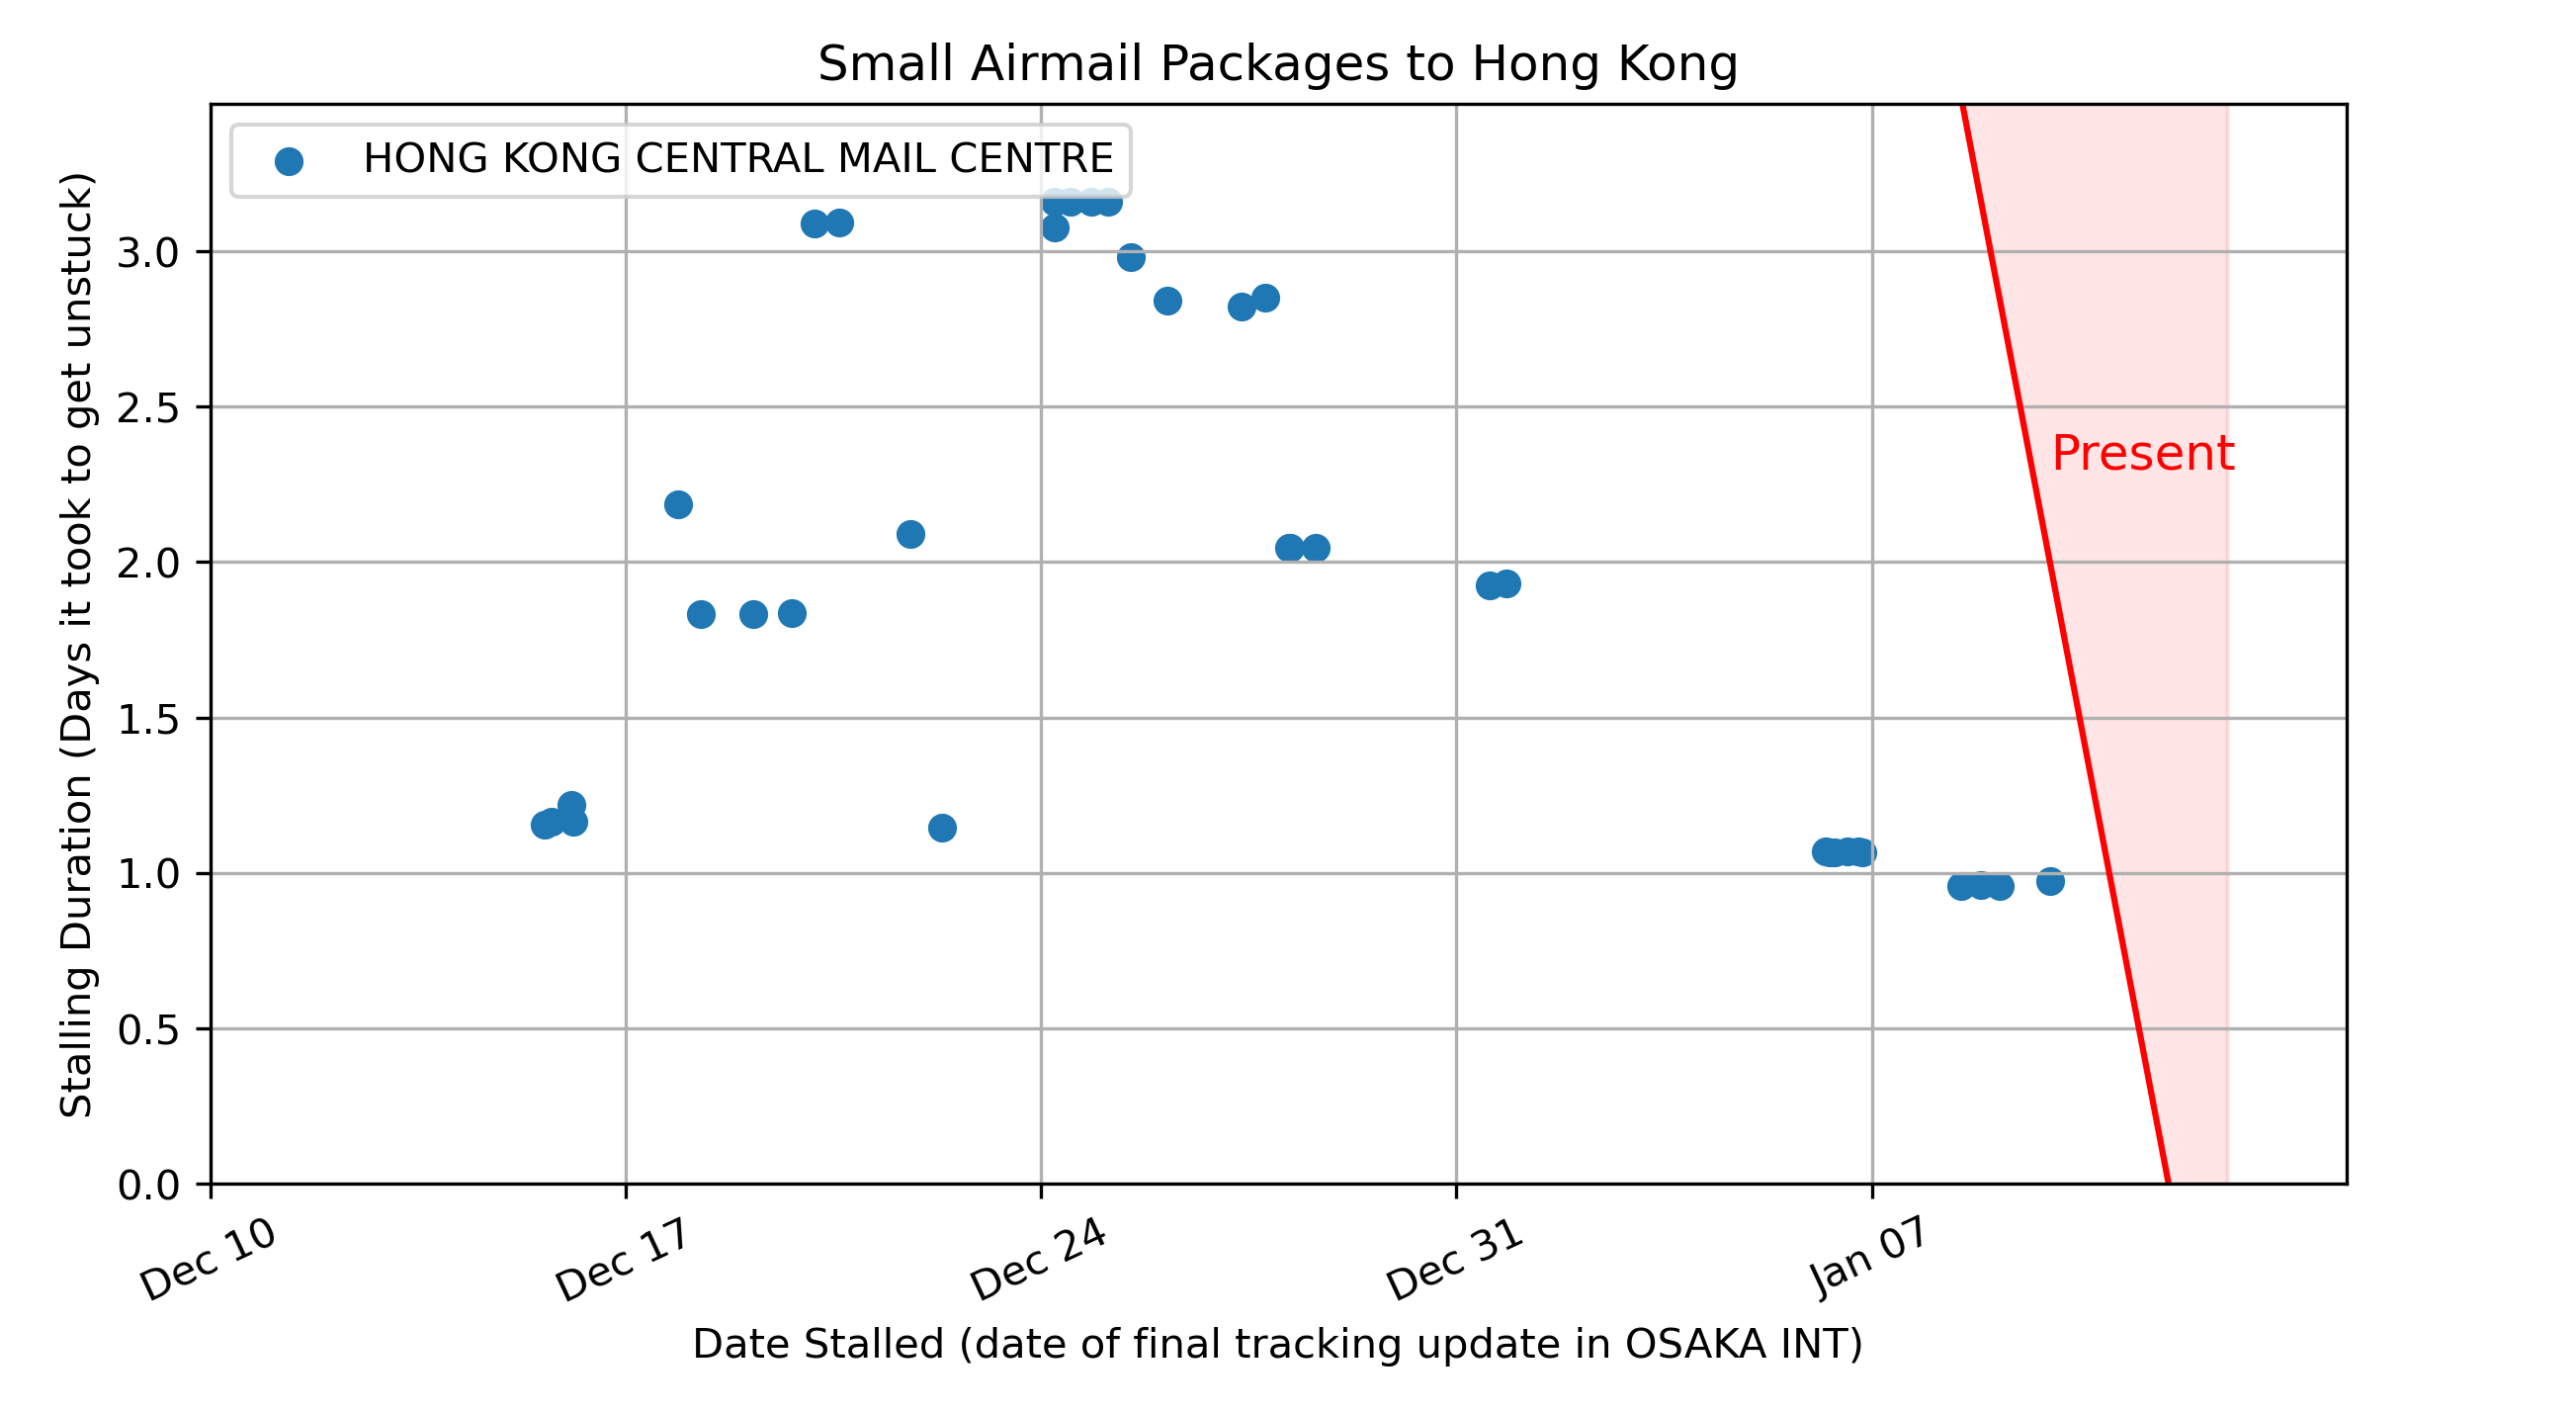 Small Airmail Packages to Hong Kong
HONG KONG CENTRAL MAIL CENTRE
Stalling Duration (Days it took to get unstuck)
3.0
2.5
2.0
1.5
1.0
0.5
0.0
Present
Dec 10
Dec 17
Dec 24
Dec 31
Jan 07
Date Stalled (date of final tracking update in OSAKA INT)